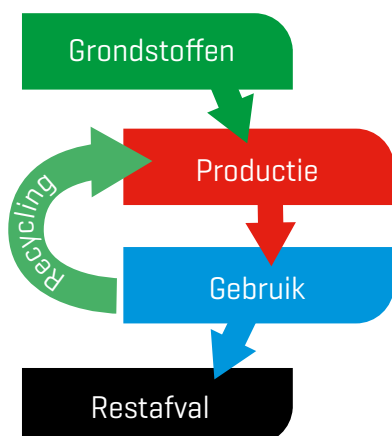 Grondstoffen
Productie
Recycling
Gebruik
Restafval